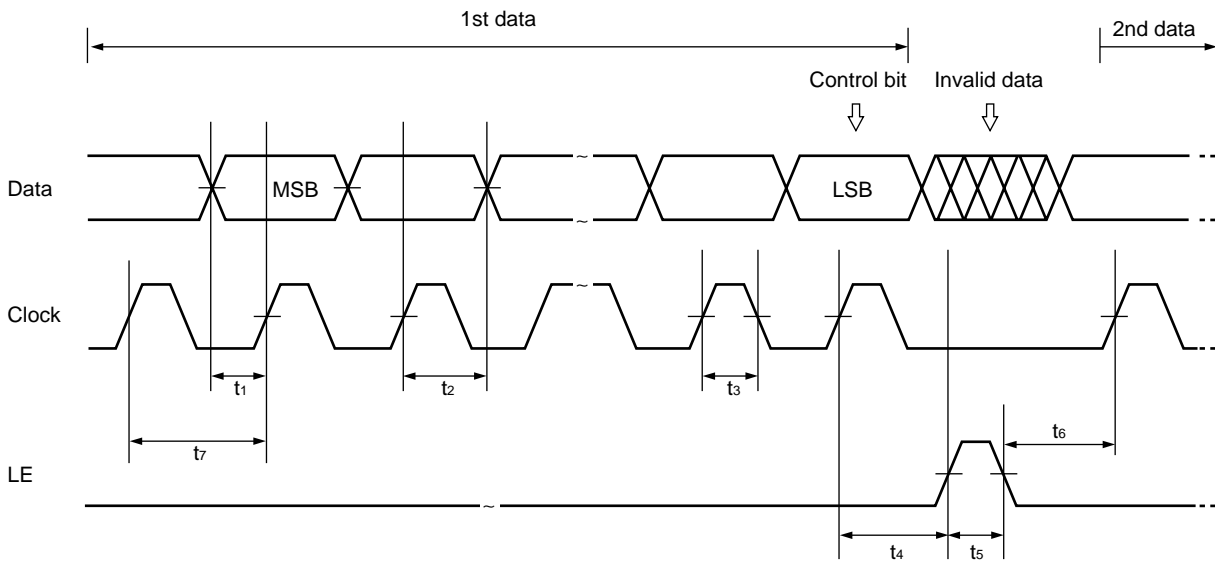 1st data
2nd data
Control bit
Invalid data
Data
MSB
LSB
Clock
t1
t2
t3
t7
t6
LE
t4
t5